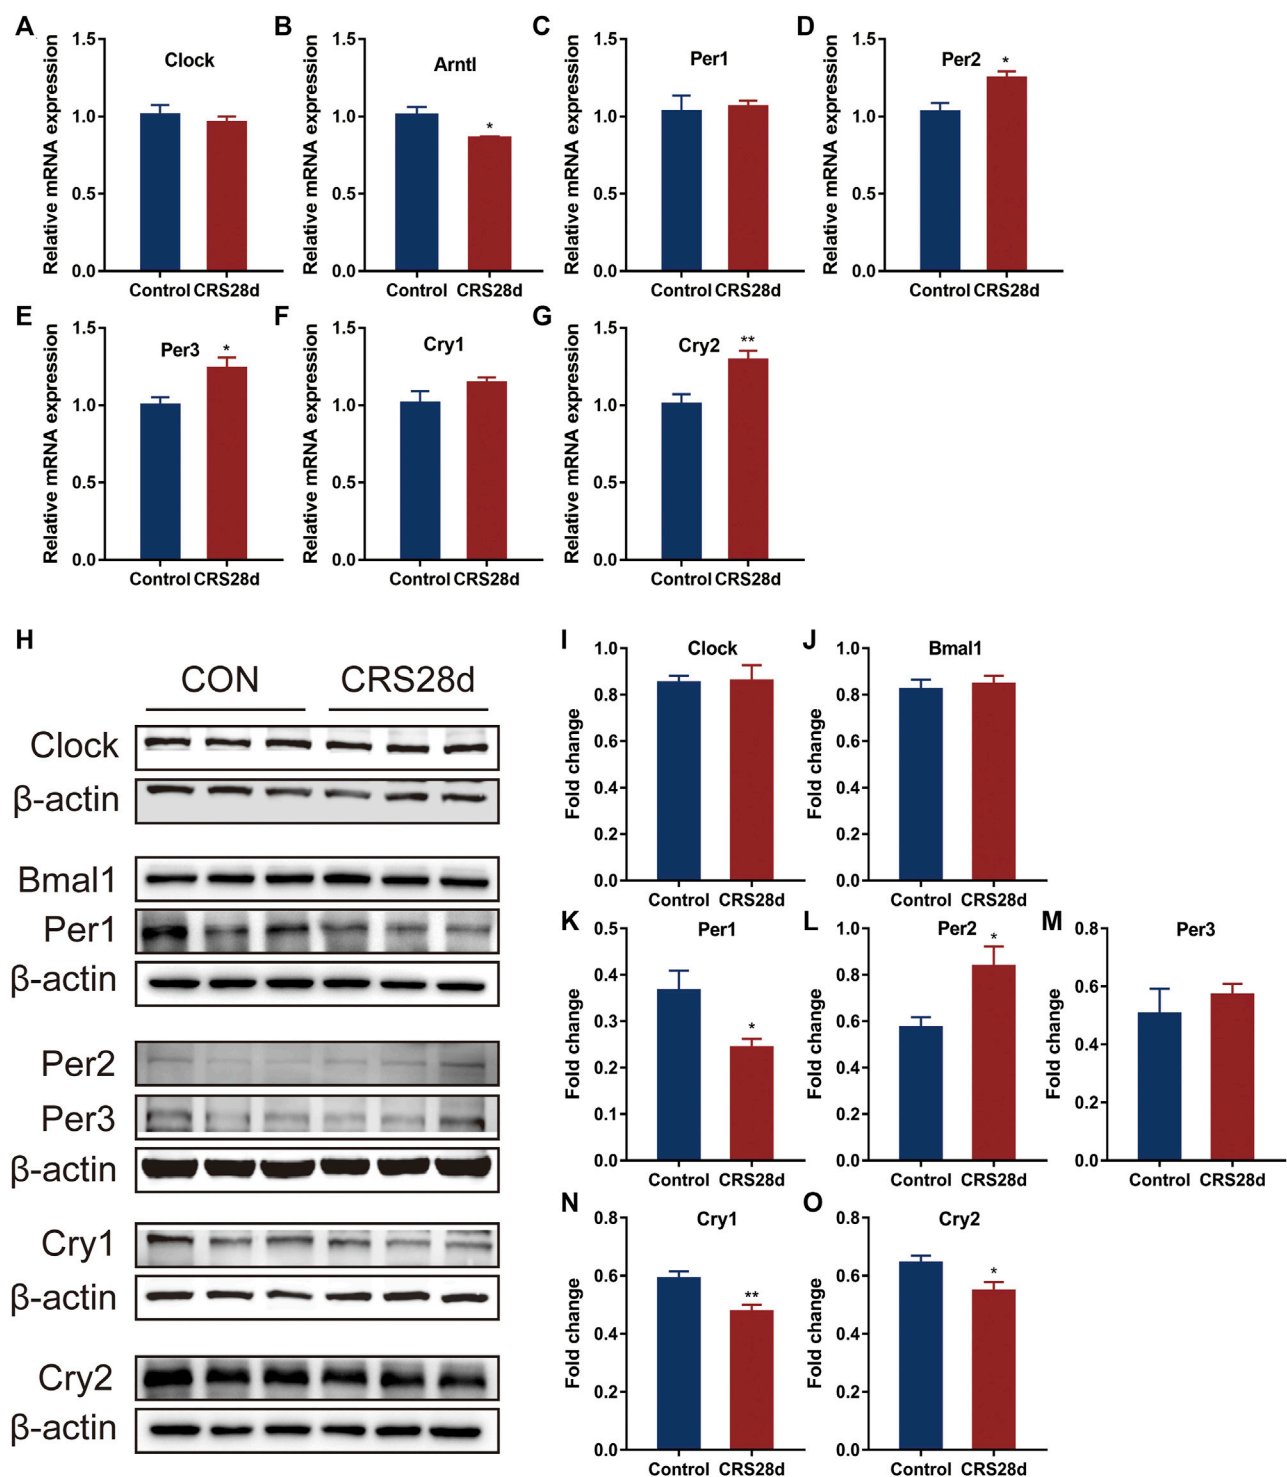 A
Relative mRNA expression
Clock
1.5
1.0
0.5
0.0
Control CRS28d
B
Relative mRNA expression
Arntl
1.5
1.0
*
0.5
0.0
Control CRS28d
C
Relative mRNA expression
Per1
1.5
1.0
0.5
0.0
Control CRS28d
D
Relative mRNA expression
Per2
*
1.5
1.0
0.5
0.0
Control CRS28d
E
Relative mRNA expression
Per3
*
1.5
1.0
0.5
0.0
Control CRS28d
F
Relative mRNA expression
Cry1
1.5
1.0
0.5
0.0
Control CRS28d
G
Relative mRNA expression
Cry2
**
1.5
1.0
0.5
0.0
Control CRS28d
H
CON CRS28d
Clock
β-actin
Bmal1
Per1
β-actin
Per2
Per3
β-actin
Cry1
β-actin
Cry2
β-actin
I
Fold change
Clock
1.0
0.8
0.6
0.4
0.2
0.0
Control CRS28d
J
Fold change
Bmal1
1.0
0.8
0.6
0.4
0.2
0.0
Control CRS28d
K
Fold change
Per1
0.5
0.4
0.3
*
0.2
0.1
0.0
Control CRS28d
L
Fold change
Per2
*
1.0
0.8
0.6
0.4
0.2
0.0
Control CRS28d
M
Fold change
Per3
0.8
0.6
0.4
0.2
0.0
Control CRS28d
N
Fold change
Cry1
0.8
0.6
**
0.4
0.2
0.0
Control CRS28d
O
Fold change
Cry2
0.8
*
0.6
0.4
0.2
0.0
Control CRS28d